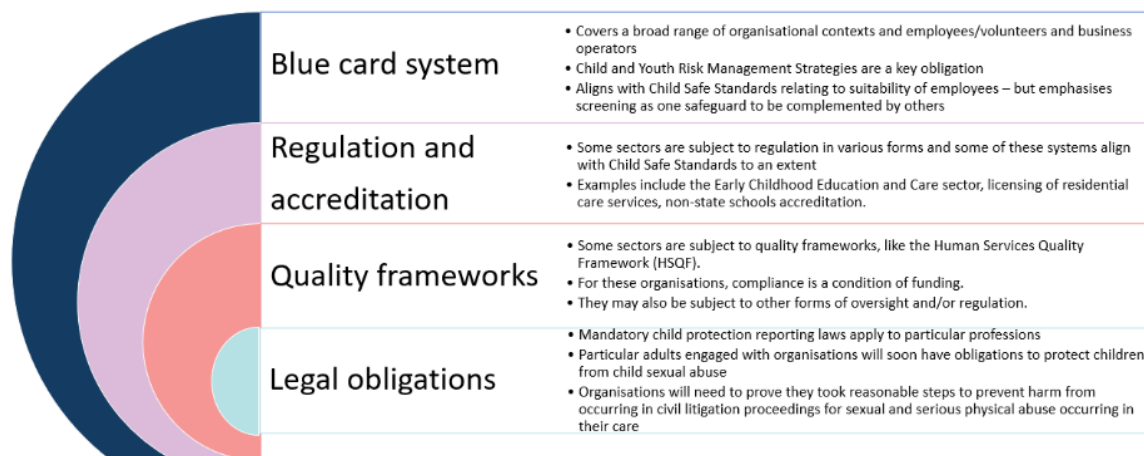 Blue card system
• Covers a broad range of organisational contexts and employees/volunteers and business
operators
• Child and Youth Risk Management Strategies are a key obligation
• Aligns with Child Safe Standards relating to suitability of employees – but emphasises
screening as one safeguard to be complemented by others
Regulation and
accreditation
• Some sectors are subject to regulation in various forms and some of these systems align
with Child Safe Standards to an extent
• Examples include the Early Childhood Education and Care sector, licensing of residential
care services, non-state schools accreditation.
Quality frameworks
• Some sectors are subject to quality frameworks, like the Human Services Quality
Framework (HSQF).
• For these organisations, compliance is a condition of funding.
• They may also be subject to other forms of oversight and/or regulation.
Legal obligations
• Mandatory child protection reporting laws apply to particular professions
• Particular adults engaged with organisations will soon have obligations to protect children
from child sexual abuse
• Organisations will need to prove they took reasonable steps to prevent harm from
occurring in civil litigation proceedings for sexual and serious physical abuse occurring in
their care